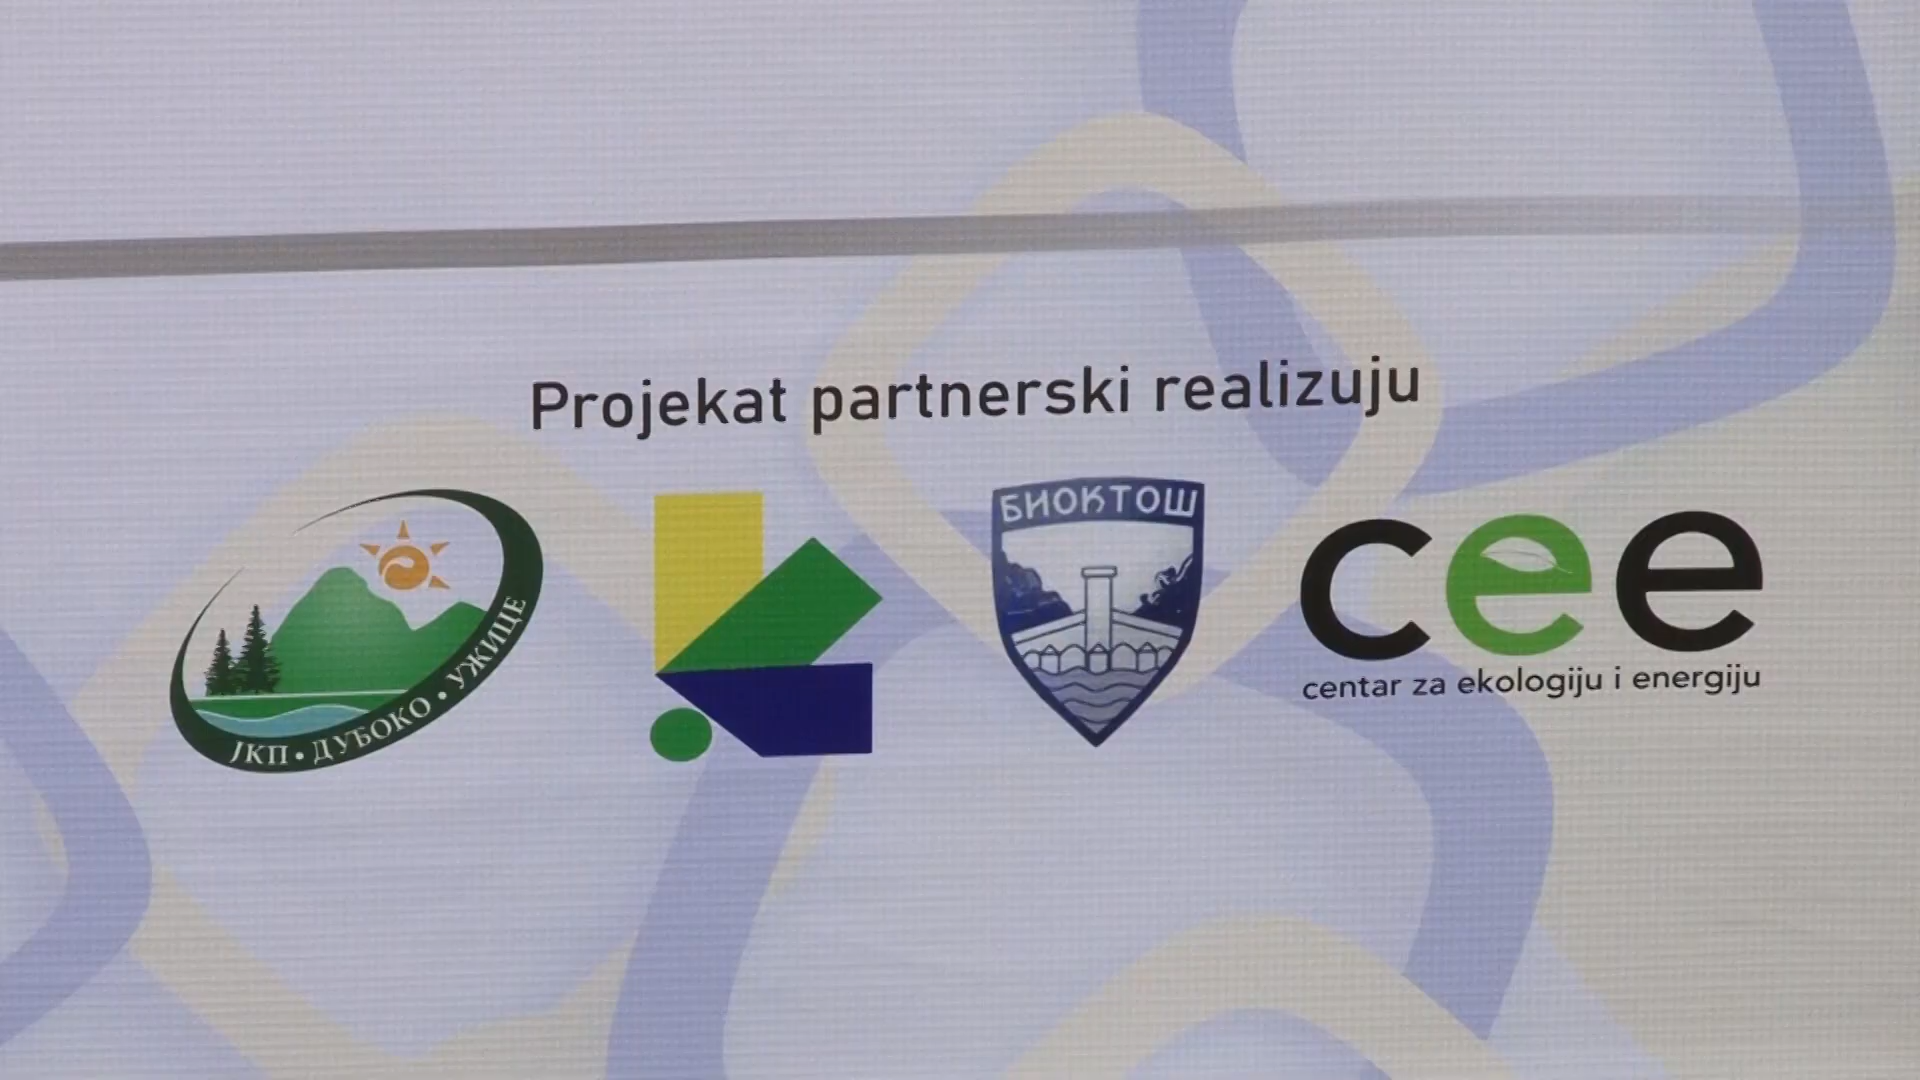 Projekat partnerski realizuju
БИОКТОШ
cee
centar za ekologiju i energiju
ЈКП • ДУБОКО • УЖИЦЕ